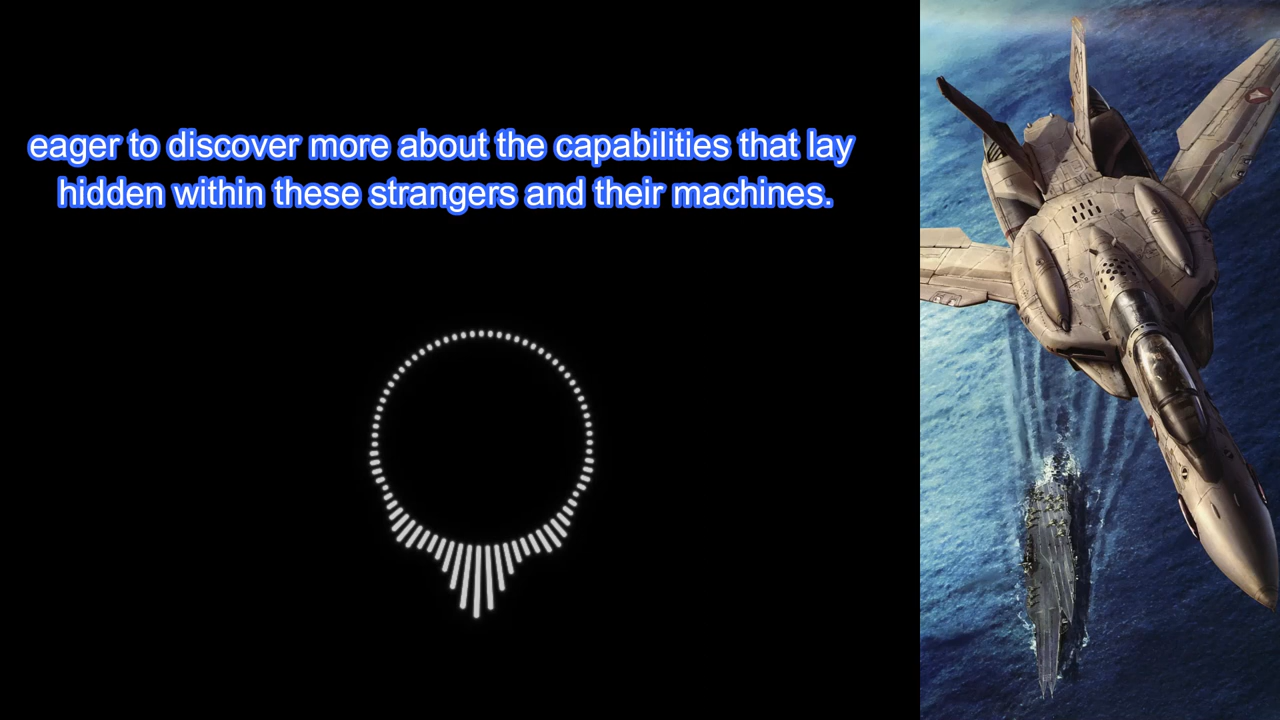 eager to discover more about the capabilities that lay
hidden within these strangers and their machines.